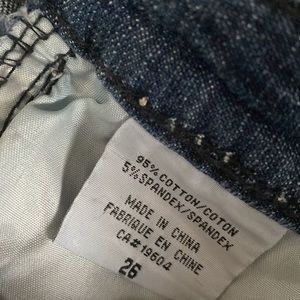 95% COTTON/COTON
5% SPANDEX/SPANDEX
MADE IN CHINA
FABRIQUE EN CHINE
CA# 19604
26